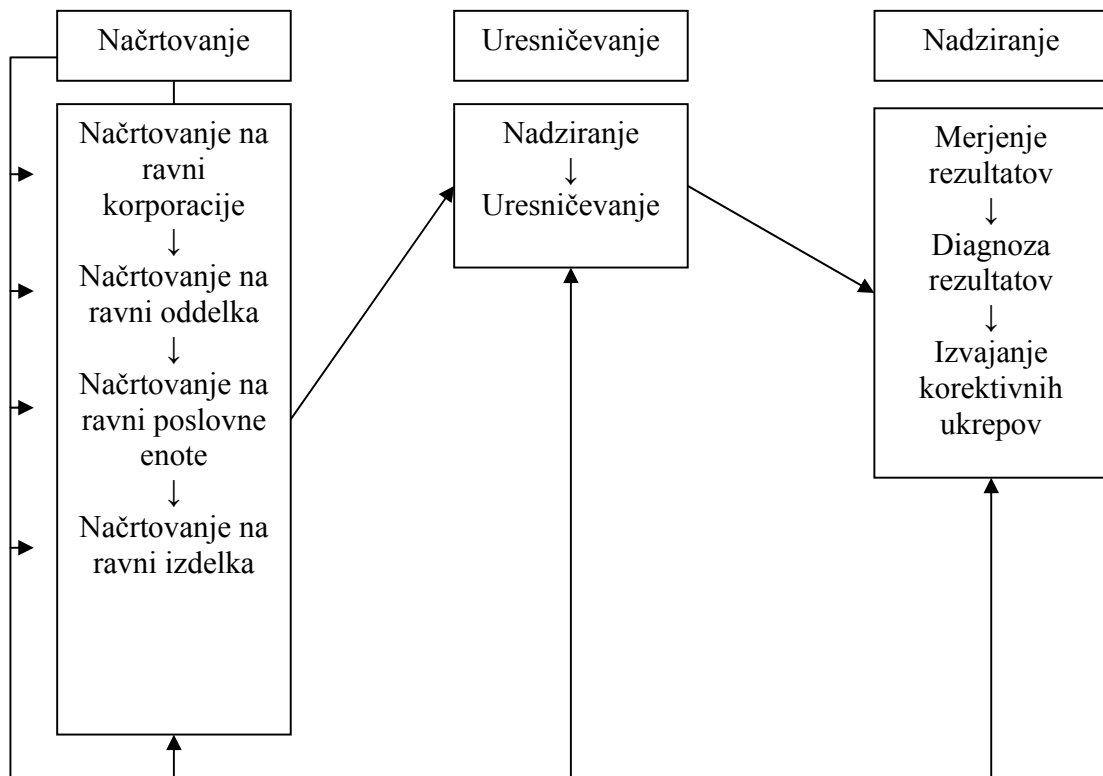 Načrtovanje
Načrtovanje na
ravni
korporacije
↓
Načrtovanje na
ravni oddelka
↓
Načrtovanje na
ravni poslovne
enote
↓
Načrtovanje na
ravni izdelka
Uresničevanje
Nadziranje
↓
Uresničevanje
Nadziranje
Merjenje
rezultatov
↓
Diagnoza
rezultatov
↓
Izvajanje
korektivnih
ukrepov